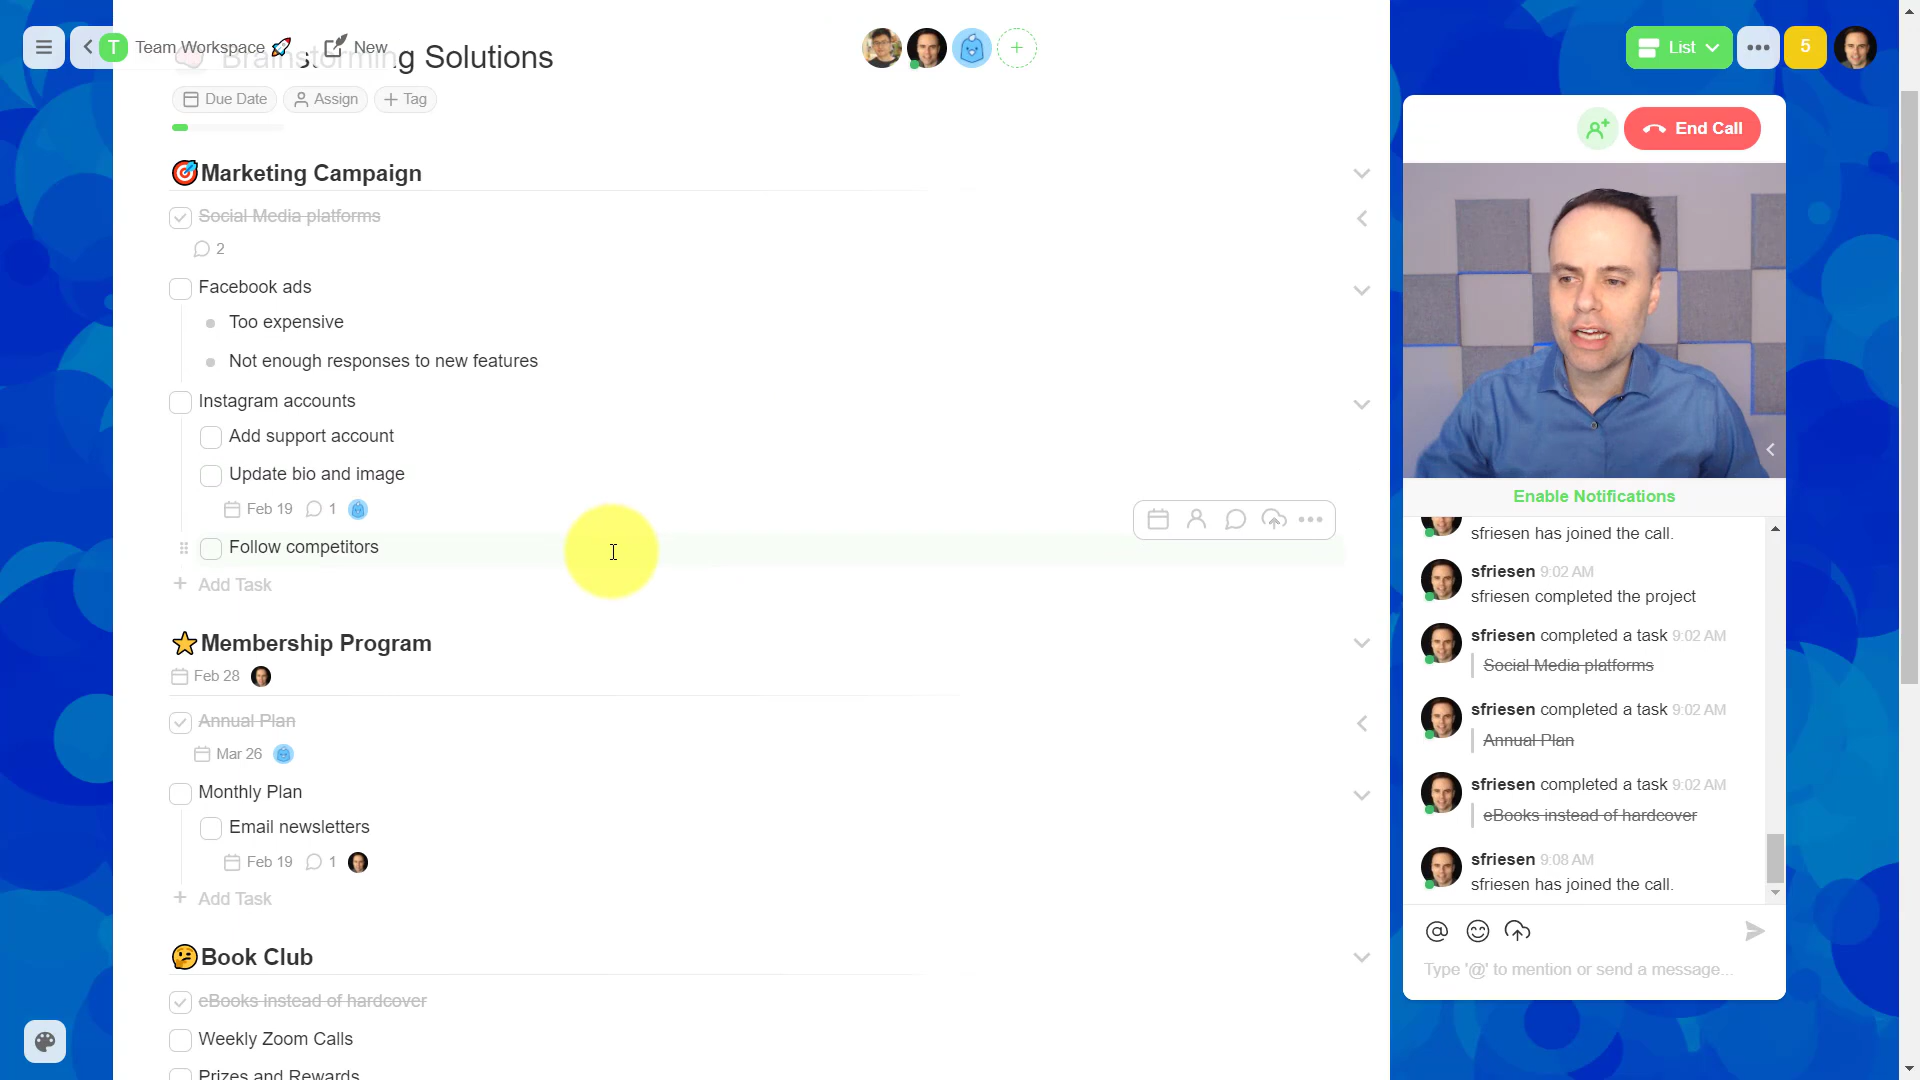 T Team Workspace 🚀 New
Brainstorming Solutions
List
5
Due Date
Assign
+ Tag
🎯Marketing Campaign
Social Media platforms
2
Facebook ads
Too expensive
Not enough responses to new features
Instagram accounts
Add support account
Update bio and image
Feb 19 1
Follow competitors
+ Add Task
⭐Membership Program
Feb 28
Annual Plan
Mar 26
Monthly Plan
Email newsletters
Feb 19 1
+ Add Task
🤔Book Club
eBooks instead of hardcover
Weekly Zoom Calls
Prizes and Rewards
End Call
Enable Notifications
sfriesen has joined the call.
sfriesen 9:02 AM
sfriesen completed the project
sfriesen completed a task 9:02 AM
Social Media platforms
sfriesen completed a task 9:02 AM
Annual Plan
sfriesen completed a task 9:02 AM
eBooks instead of hardcover
sfriesen 9:08 AM
sfriesen has joined the call.
Type '@' to mention or send a message...